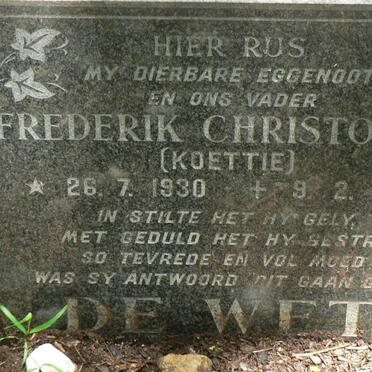 HIER RUS
MY DIERBARE EGGENOOT
EN ONS VADER
FREDERIK CHRISTO
(KOETTIE)
★ 26.7.1930 + 9 2.
IN STILTE HET HY GELY,
MET GEDULD HET HY GESTR
SO TEVREDE EN VOL MOED
WAS SY ANTWOORD DIT GAAN G
DE WET